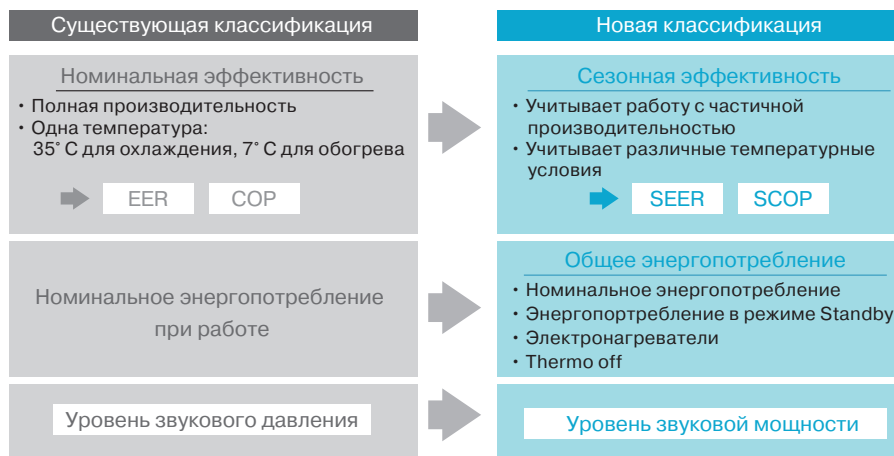 Существующая классификация
Новая классификация
Номинальная эффективность
• Полная производительность
• Одна температура:
35° C для охлаждения, 7° C для обогрева
EER
COP
Сезонная эффективность
• Учитывает работу с частичной
производительностью
• Учитывает различные температурные
условия
SEER
SCOP
Номинальное энергопотребление
при работе
Общее энергопотребление
• Номинальное энергопотребление
• Энергопортребление в режиме Standby
• Электронагреватели
• Thermo off
Уровень звукового давления
Уровень звуковой мощности